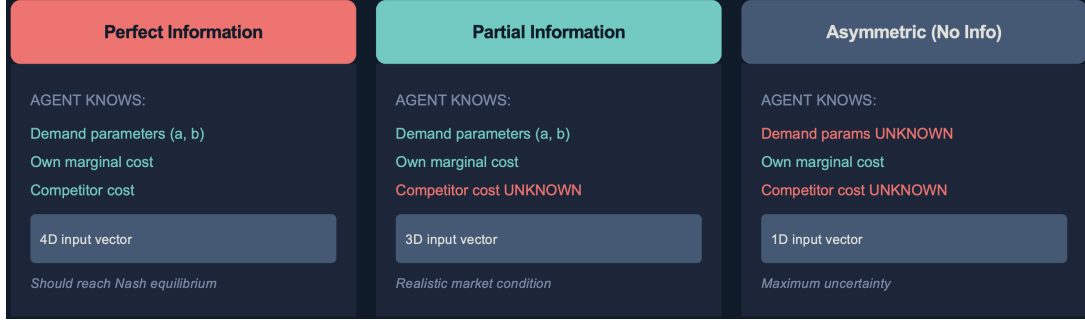 Perfect Information
AGENT KNOWS:
Demand parameters (a, b)
Own marginal cost
Competitor cost
4D input vector
Should reach Nash equilibrium
Partial Information
AGENT KNOWS:
Demand parameters (a, b)
Own marginal cost
Competitor cost UNKNOWN
3D input vector
Realistic market condition
Asymmetric (No Info)
AGENT KNOWS:
Demand params UNKNOWN
Own marginal cost
Competitor cost UNKNOWN
1D input vector
Maximum uncertainty